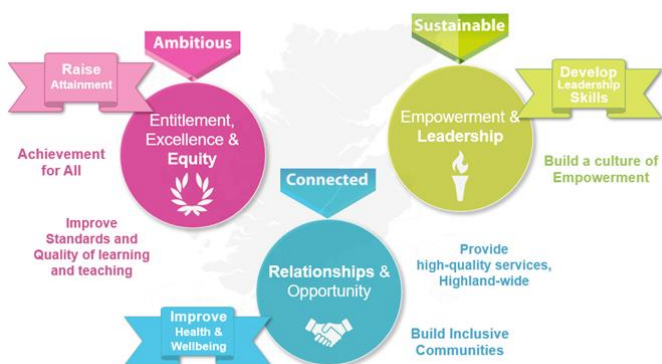 Ambitious
Raise
Attainment
Entitlement,
Excellence &
Equity
Achievement
for All
Improve
Standards and
Quality of learning
and teaching
Sustainable
Develop
Leadership
Skills
Empowerment &
Leadership
Build a culture of
Empowerment
Connected
Relationships &
Opportunity
Provide
high-quality services,
Highland-wide
Improve
Health &
Wellbeing
Build Inclusive
Communities